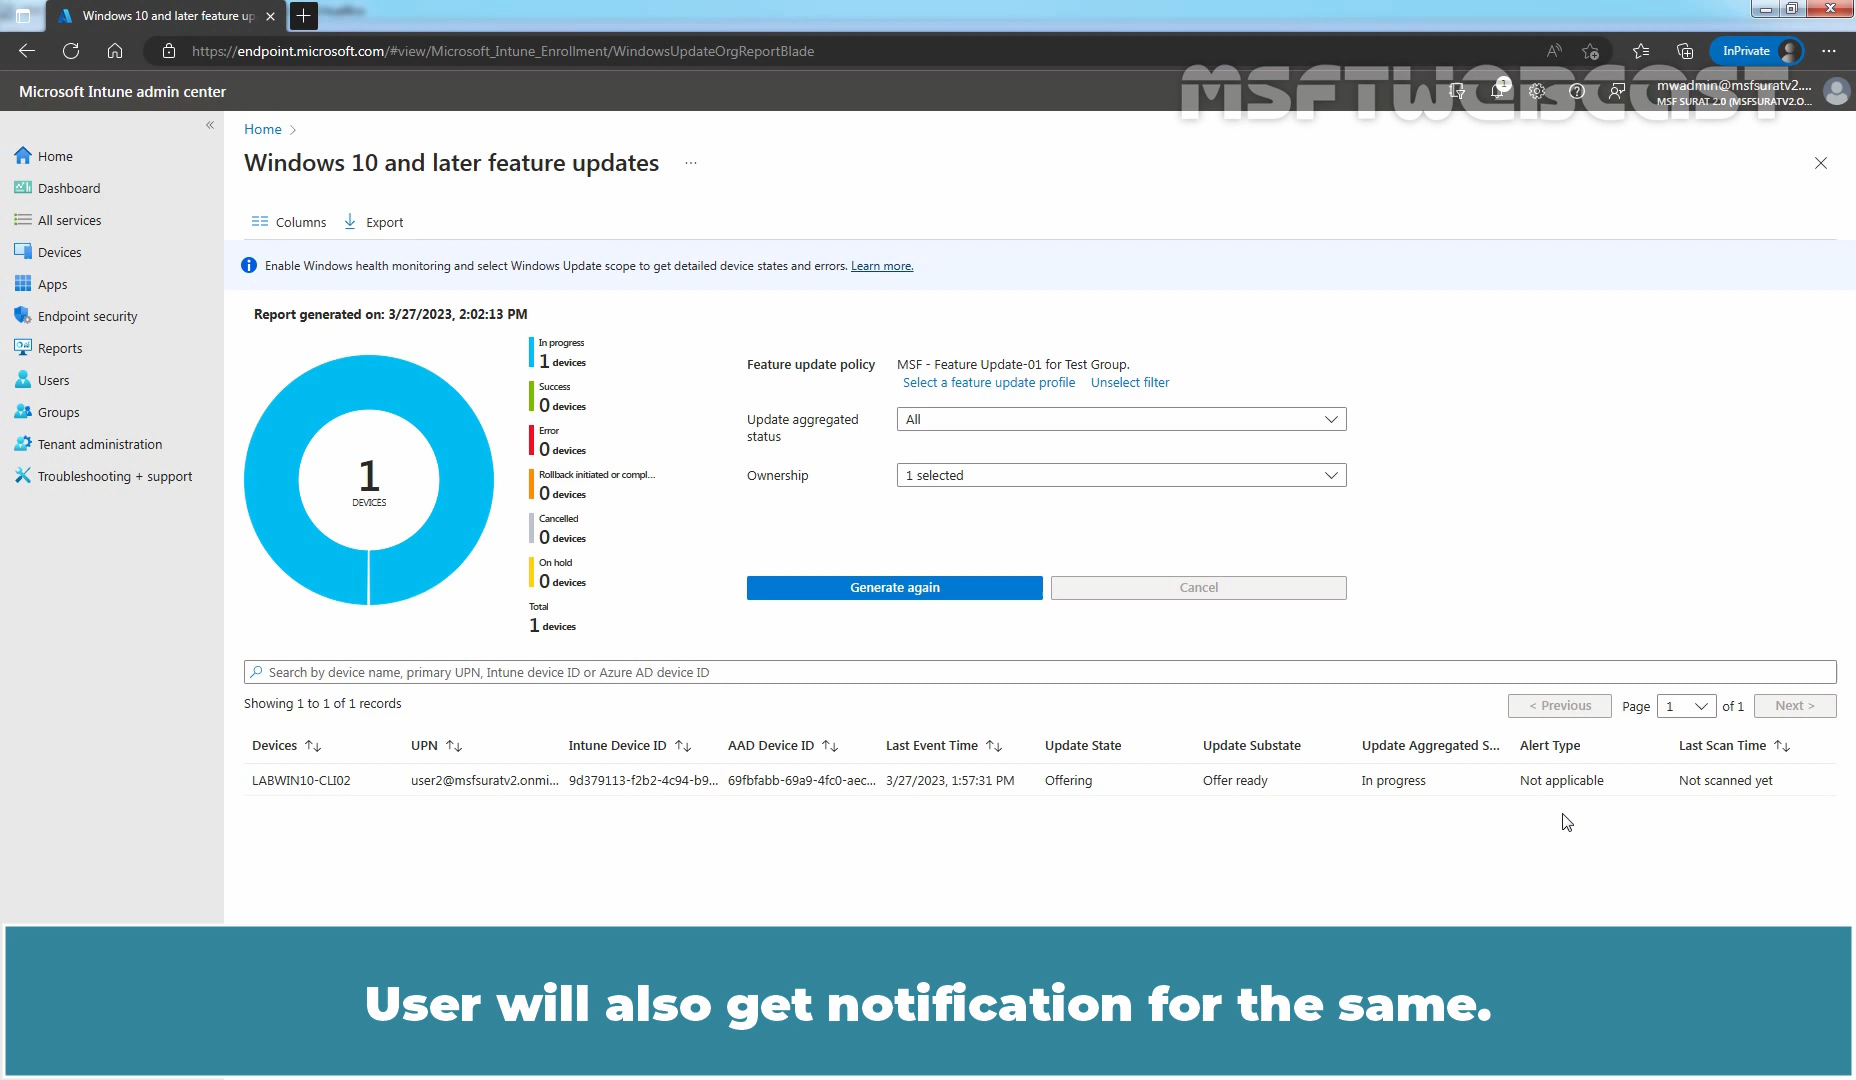 Windows 10 and later feature up
https://endpoint.microsoft.com/#view/Microsoft_Intune_Enrollment/WindowsUpdateOrgReportBlade
InPrivate
MSFTWEBCAST
Microsoft Intune admin center
1
mwadmin@msfsuratv2....
MSF SURAT 2.0 (MSFSURATV2.O...
Home
Dashboard
All services
Devices
Apps
Endpoint security
Reports
Users
Groups
Tenant administration
Troubleshooting + support
Home
Windows 10 and later feature updates
Columns
Export
Enable Windows health monitoring and select Windows Update scope to get detailed device states and errors. Learn more.
Report generated on: 3/27/2023, 2:02:13 PM
1
DEVICES
In progress
1 devices
Success
0 devices
Error
0 devices
Rollback initiated or compl...
0 devices
Cancelled
0 devices
On hold
0 devices
Total
1 devices
Feature update policy
MSF - Feature Update-01 for Test Group.
Select a feature update profile Unselect filter
Update aggregated
status
All
Ownership
1 selected
Generate again
Cancel
Search by device name, primary UPN, Intune device ID or Azure AD device ID
Showing 1 to 1 of 1 records
< Previous Page 1 of 1 Next >
Devices UPN Intune Device ID AAD Device ID Last Event Time Update State Update Substate Update Aggregated S... Alert Type Last Scan Time
LABWIN10-CLI02 user2@msfsuratv2.onmi... 9d379113-f2b2-4c94-b9... 69fbfabb-69a9-4fc0-aec... 3/27/2023, 1:57:31 PM Offering Offer ready In progress Not applicable Not scanned yet
User will also get notification for the same.